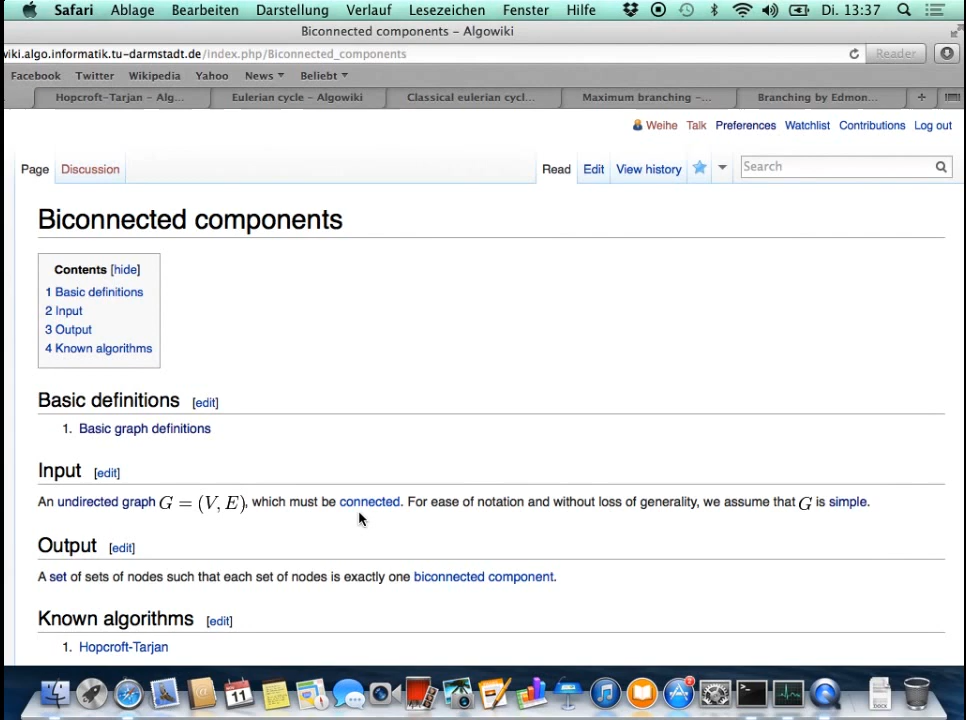 Safari Ablage Bearbeiten Darstellung Verlauf Lesezeichen Fenster Hilfe Di. 13:37
Biconnected components – Algowiki
wiki.algo.informatik.tu-darmstadt.de/index.php/Biconnected_components Reader
Facebook Twitter Wikipedia Yahoo News Beliebt
Hopcroft-Tarjan – Alg... Eulerian cycle – Algowiki Classical eulerian cycl... Maximum branching –... Branching by Edmon... +
Weihe Talk Preferences Watchlist Contributions Log out
Page Discussion Read Edit View history Search
Biconnected components
Contents [hide]
1 Basic definitions
2 Input
3 Output
4 Known algorithms
Basic definitions [edit]
1. Basic graph definitions
Input [edit]
An undirected graph G = (V, E), which must be connected. For ease of notation and without loss of generality, we assume that G is simple.
Output [edit]
A set of sets of nodes such that each set of nodes is exactly one biconnected component.
Known algorithms [edit]
1. Hopcroft-Tarjan
11
2